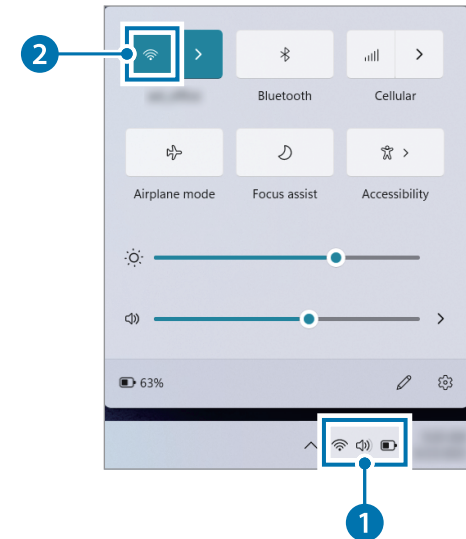 2
Bluetooth
Cellular
Airplane mode
Focus assist
Accessibility
63%
1